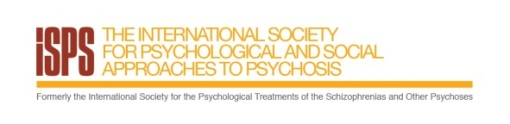 iSPS THE INTERNATIONAL SOCIETY
FOR PSYCHOLOGICAL AND SOCIAL
APPROACHES TO PSYCHOSIS
Formerly the International Society for the Psychological Treatments of the Schizophrenias and Other Psychoses